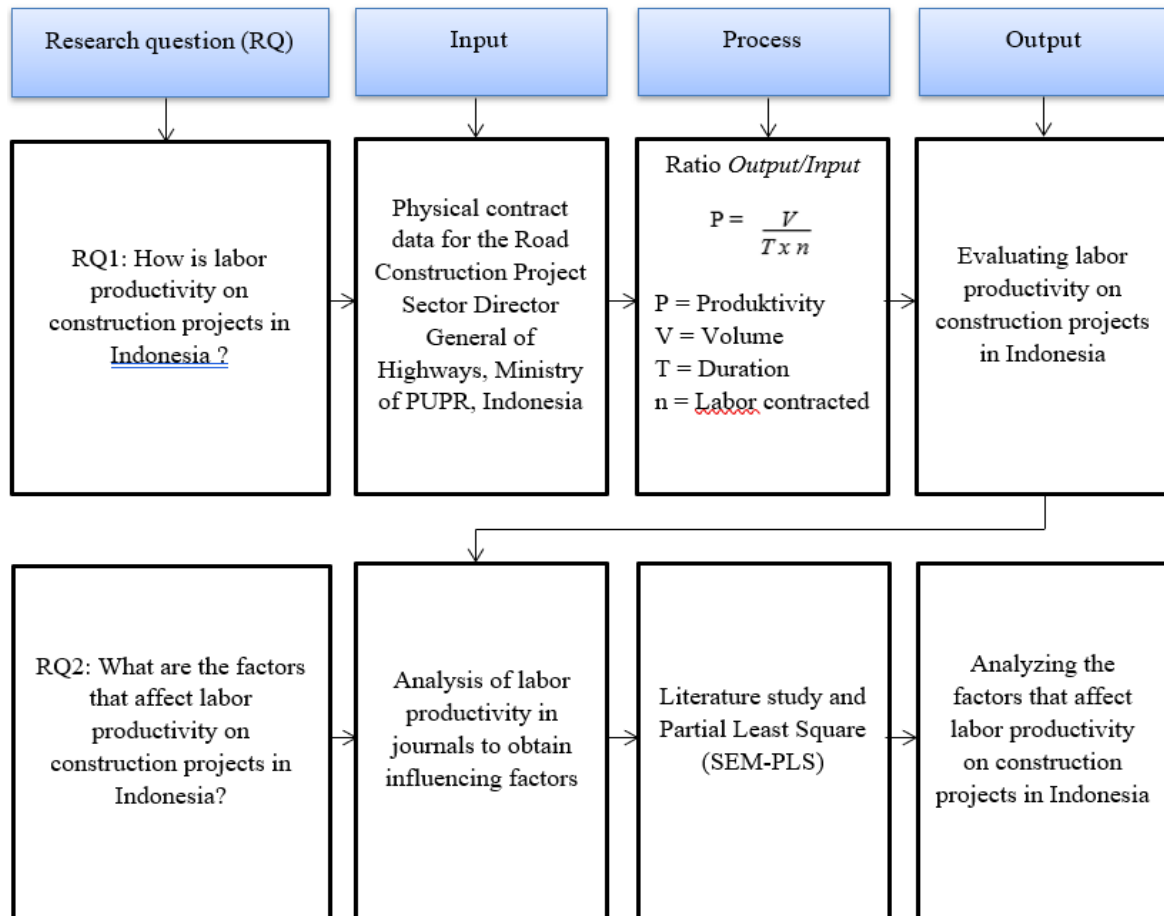 Research question (RQ)
Input
Process
Output
RQ1: How is labor
productivity on
construction projects in
Indonesia ?
Physical contract
data for the Road
Construction Project
Sector Director
General of
Highways, Ministry
of PUPR, Indonesia
Ratio Output/Input
P = V
T x n
P = Produktivity
V = Volume
T = Duration
n = Labor contracted
Evaluating labor
productivity on
construction projects
in Indonesia
RQ2: What are the factors
that affect labor
productivity on
construction projects in
Indonesia?
Analysis of labor
productivity in
journals to obtain
influencing factors
Literature study and
Partial Least Square
(SEM-PLS)
Analyzing the
factors that affect
labor productivity
on construction
projects in Indonesia